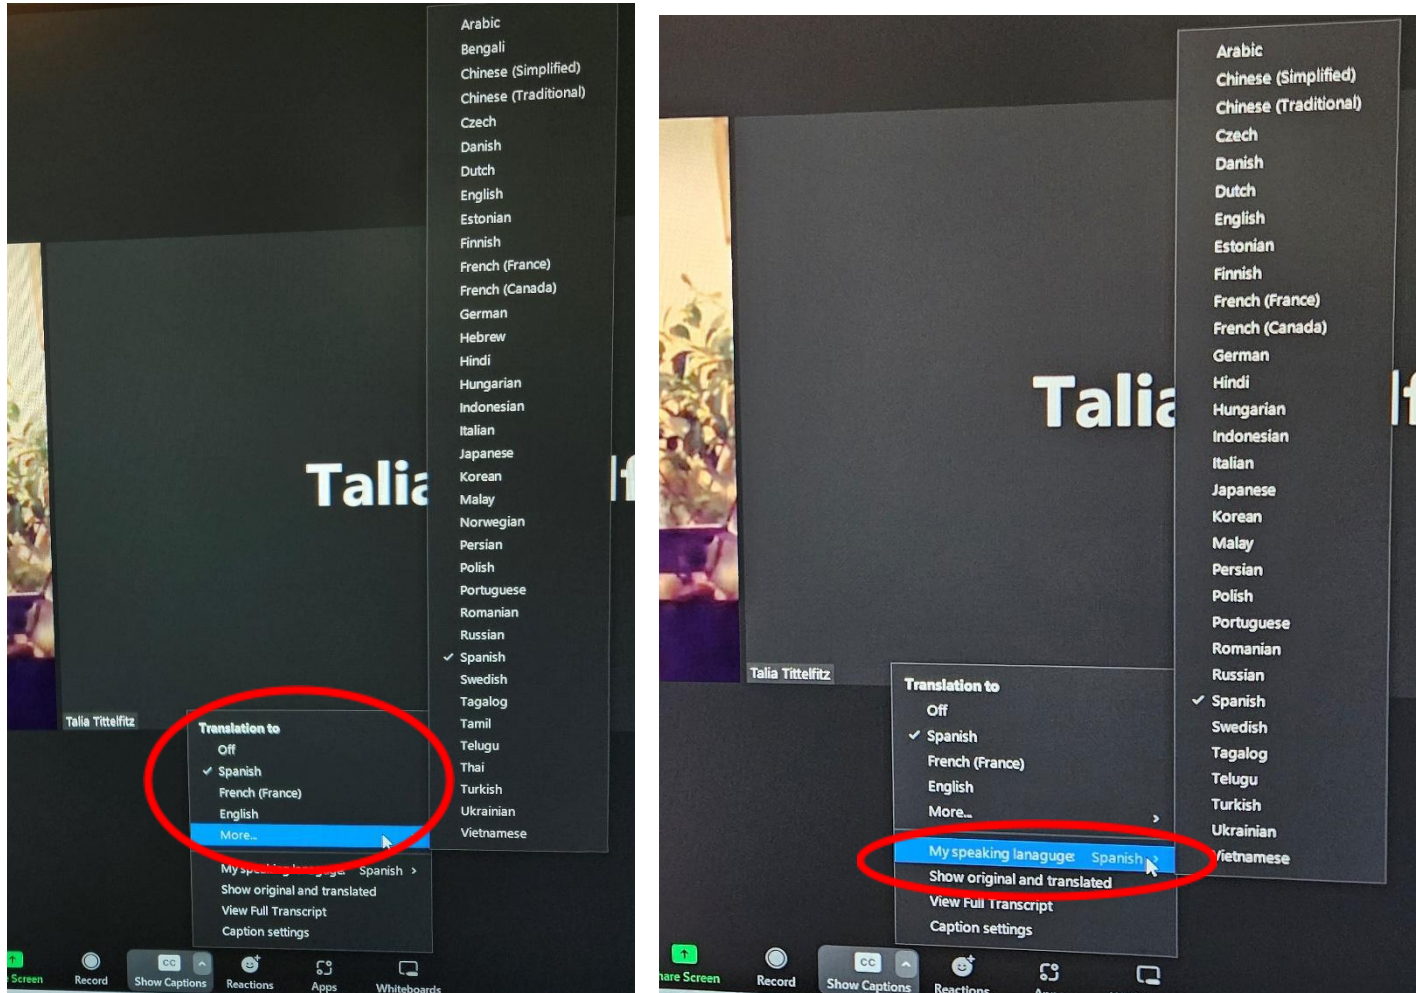 Arabic
Bengali
Chinese (Simplified)
Chinese (Traditional)
Czech
Danish
Dutch
English
Estonian
Finnish
French (France)
French (Canada)
German
Hebrew
Hindi
Hungarian
Indonesian
Italian
Japanese
Korean
Malay
Norwegian
Persian
Polish
Portuguese
Romanian
Russian
Spanish
Swedish
Tagalog
Tamil
Telugu
Thai
Turkish
Ukrainian
Vietnamese
Talia
Talia Tittelfitz
Translation to
Off
Spanish
French (France)
English
More...
My speaking lanaguge: Spanish >
Show original and translated
View Full Transcript
Caption settings
Screen
Record
CC
Show Captions
Reactions
Apps
Whiteboards
Arabic
Chinese (Simplified)
Chinese (Traditional)
Czech
Danish
Dutch
English
Estonian
Finnish
French (France)
French (Canada)
German
Hindi
Hungarian
Indonesian
Italian
Japanese
Korean
Malay
Persian
Polish
Portuguese
Romanian
Russian
Spanish
Swedish
Tagalog
Telugu
Turkish
Ukrainian
Vietnamese
Talia
Talia Tittelfitz
Translation to
Off
Spanish
French (France)
English
More... >
My speaking lanaguge: Spanish >
Show original and translated
View Full Transcript
Caption settings
are Screen
Record
CC
Show Captions
Reactions